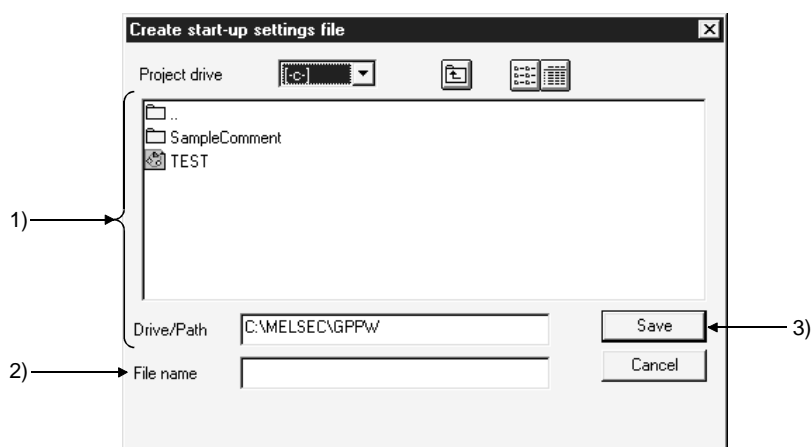 Create start-up settings file
Project drive [-c-]
..
SampleComment
TEST
1)
Drive/Path C:\MELSEC\GPPW Save 3)
2) File name Cancel